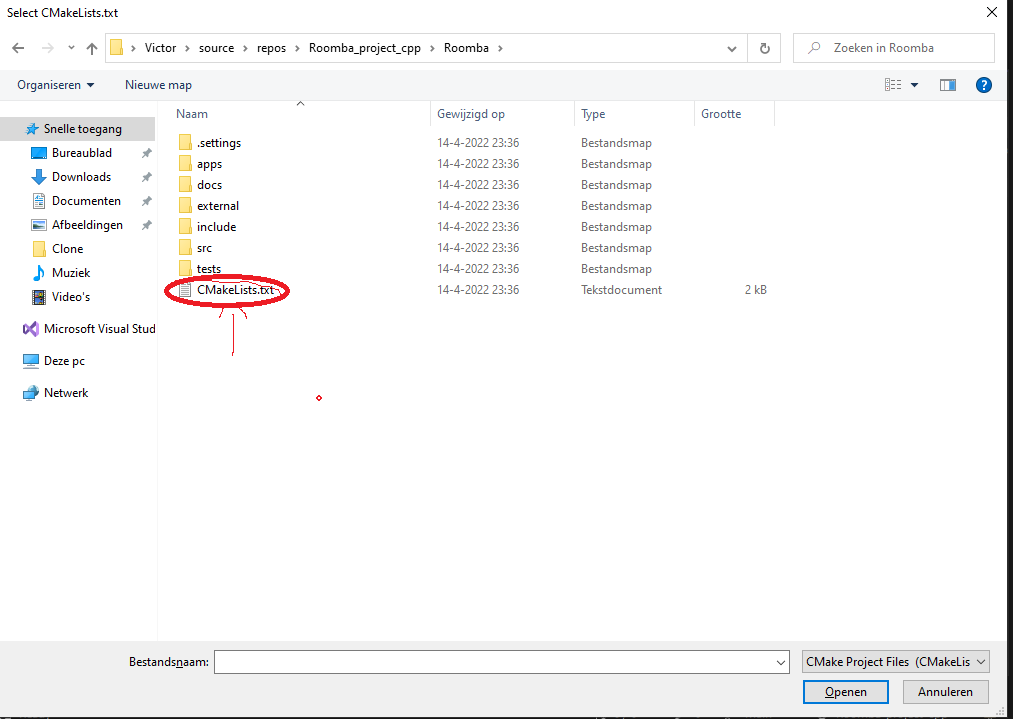 Select CMakeLists.txt
Victor source repos Roomba_project_cpp Roomba
Zoeken in Roomba
Organiseren Nieuwe map
Naam Gewijzigd op Type Grootte
Snelle toegang
Bureaublad
Downloads
Documenten
Afbeeldingen
Clone
Muziek
Video's
Microsoft Visual Stud
Deze pc
Netwerk
.settings 14-4-2022 23:36 Bestandsmap
apps 14-4-2022 23:36 Bestandsmap
docs 14-4-2022 23:36 Bestandsmap
external 14-4-2022 23:36 Bestandsmap
include 14-4-2022 23:36 Bestandsmap
src 14-4-2022 23:36 Bestandsmap
tests 14-4-2022 23:36 Bestandsmap
CMakeLists.txt 14-4-2022 23:36 Tekstdocument 2 kB
Bestandsnaam: CMake Project Files (CMakeLis
Openen Annuleren